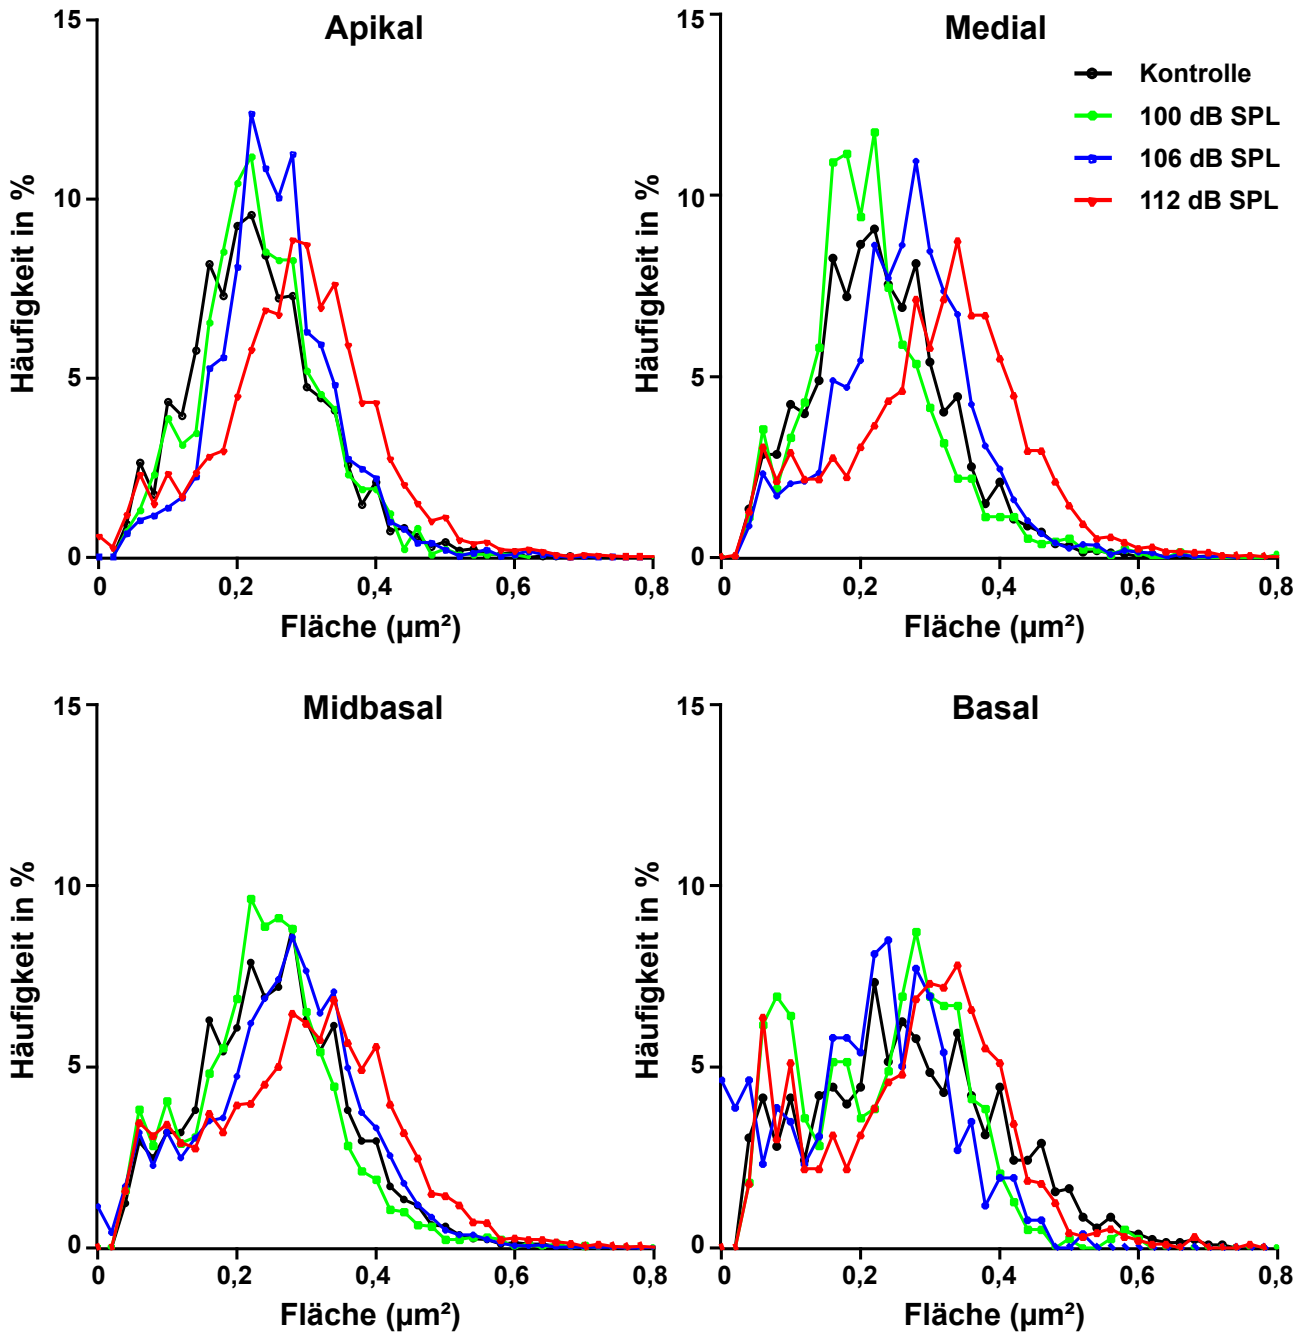 Apikal
15
10
5
0
Häufigkeit in %
0 0,2 0,4 0,6 0,8
Fläche (µm²)
Medial
Kontrolle
100 dB SPL
106 dB SPL
112 dB SPL
15
10
5
0
Häufigkeit in %
0 0,2 0,4 0,6 0,8
Fläche (µm²)
Midbasal
15
10
5
0
Häufigkeit in %
0 0,2 0,4 0,6 0,8
Fläche (µm²)
Basal
15
10
5
0
Häufigkeit in %
0 0,2 0,4 0,6 0,8
Fläche (µm²)